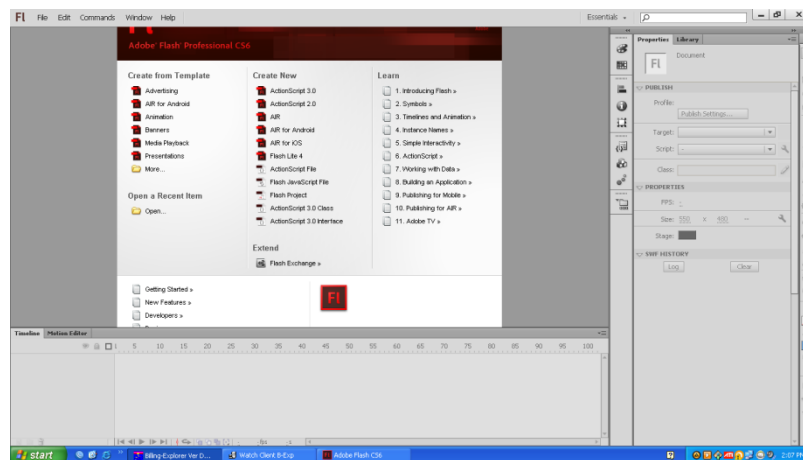 Fl File Edit Commands Window Help Essentials
Adobe® Flash® Professional CS6
Create from Template
Advertising
AIR for Android
Animation
Banners
Media Playback
Presentations
More...
Open a Recent Item
Open...
Create New
ActionScript 3.0
ActionScript 2.0
AIR
AIR for Android
AIR for iOS
Flash Lite 4
ActionScript File
Flash JavaScript File
Flash Project
ActionScript 3.0 Class
ActionScript 3.0 Interface
Extend
Flash Exchange »
Learn
1. Introducing Flash »
2. Symbols »
3. Timelines and Animation »
4. Instance Names »
5. Simple Interactivity »
6. ActionScript »
7. Working with Data »
8. Building an Application »
9. Publishing for Mobile »
10. Publishing for AIR »
11. Adobe TV »
Getting Started »
New Features »
Developers »
Fl
Properties Library
Fl Document
PUBLISH
Profile:
Publish Settings...
Target:
Script: -
Class:
PROPERTIES
FPS: -
Size: 550 x 400
Stage:
SWF HISTORY
Log Clear
Timeline Motion Editor
1 5 10 15 20 25 30 35 40 45 50 55 60 65 70 75 80 85 90 95 100
start Billing-Explorer Ver D... Watch Client B-Exp Adobe Flash CS6 2:07 PM